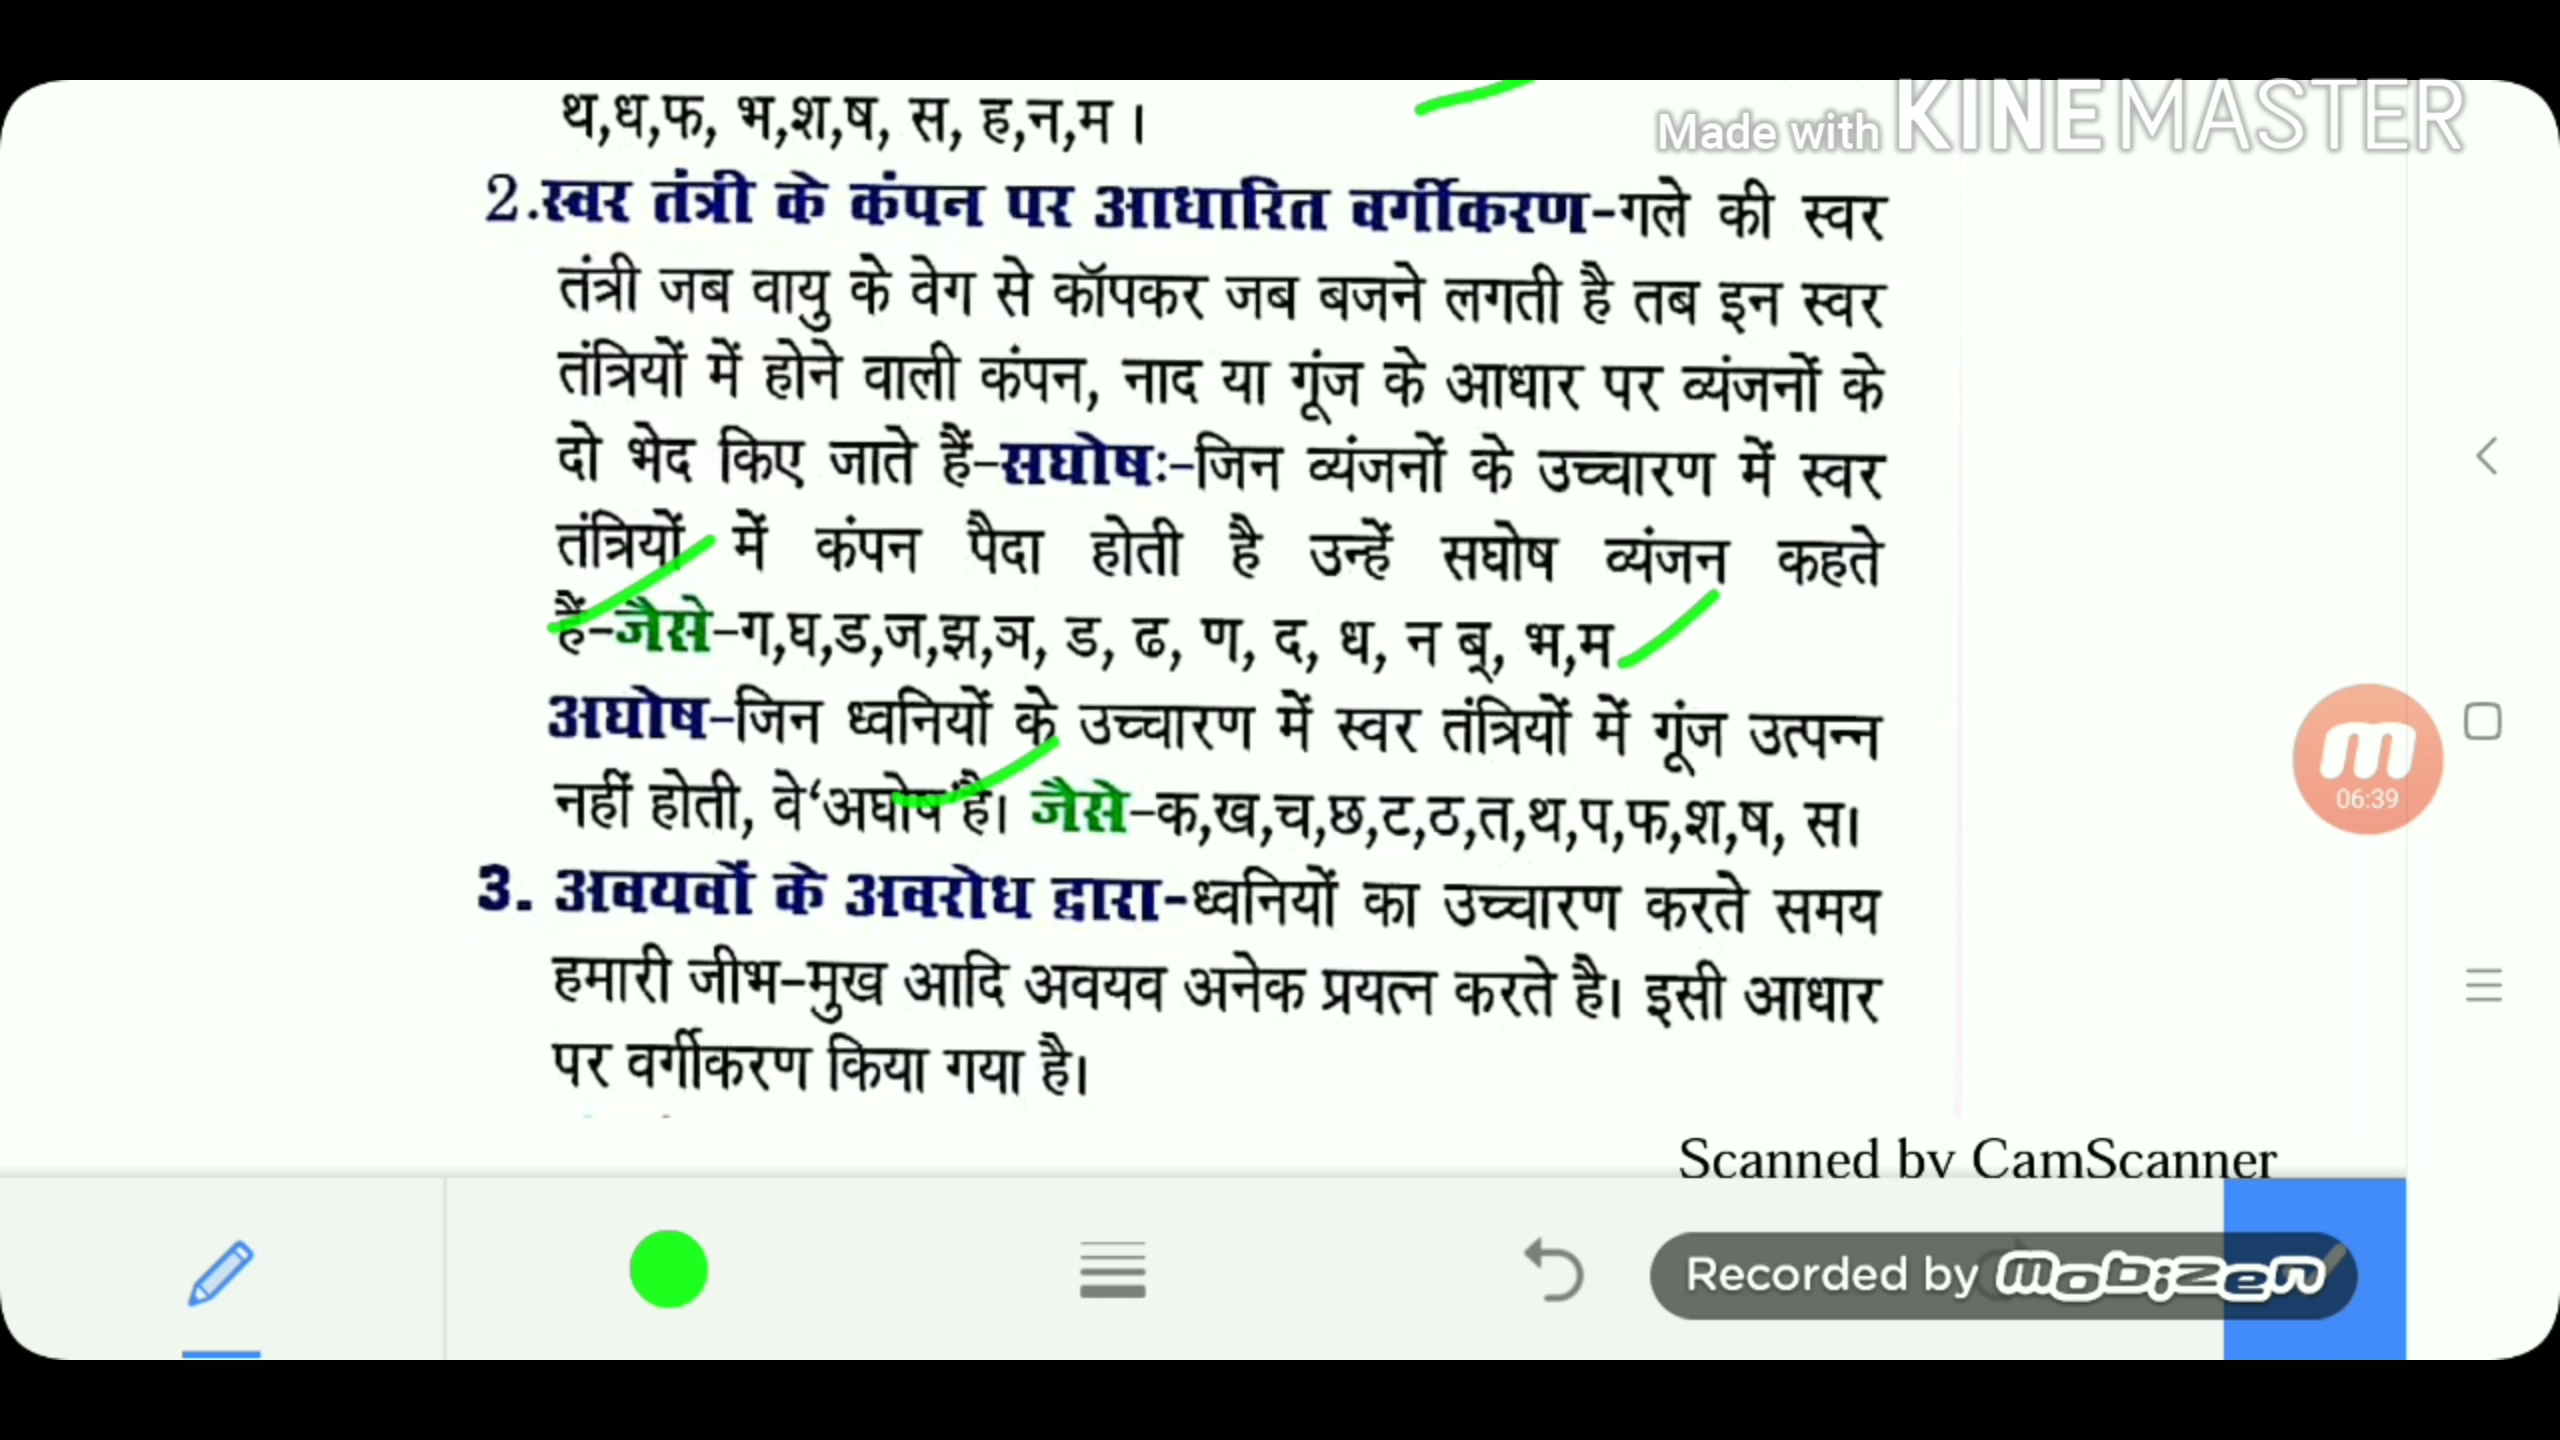 थ,ध,फ, भ,श,ष, स, ह,न,म ।
Made with KINEMASTER
2.स्वर तंत्री के कंपन पर आधारित वर्गीकरण-गले की स्वर
तंत्री जब वायु के वेग से कॉपकर जब बजने लगती है तब इन स्वर
तंत्रियों में होने वाली कंपन, नाद या गूंज के आधार पर व्यंजनों के
दो भेद किए जाते हैं-सघोषः-जिन व्यंजनों के उच्चारण में स्वर
तंत्रियों में कंपन पैदा होती है उन्हें सघोष व्यंजन कहते
हैं-जैसे-ग,घ,ड,ज,झ,ञ, ड, ढ, ण, द, ध, न ब्, भ,म
अघोष-जिन ध्वनियों के उच्चारण में स्वर तंत्रियों में गूंज उत्पन्न
नहीं होती, वे‘अघोष’है। जैसे-क,ख,च,छ,ट,ठ,त,थ,प,फ,श,ष, स।
06:39
3. अवयवों के अवरोध द्वारा-ध्वनियों का उच्चारण करते समय
हमारी जीभ-मुख आदि अवयव अनेक प्रयत्न करते है। इसी आधार
पर वर्गीकरण किया गया है।
Scanned by CamScanner
Recorded by mobizen